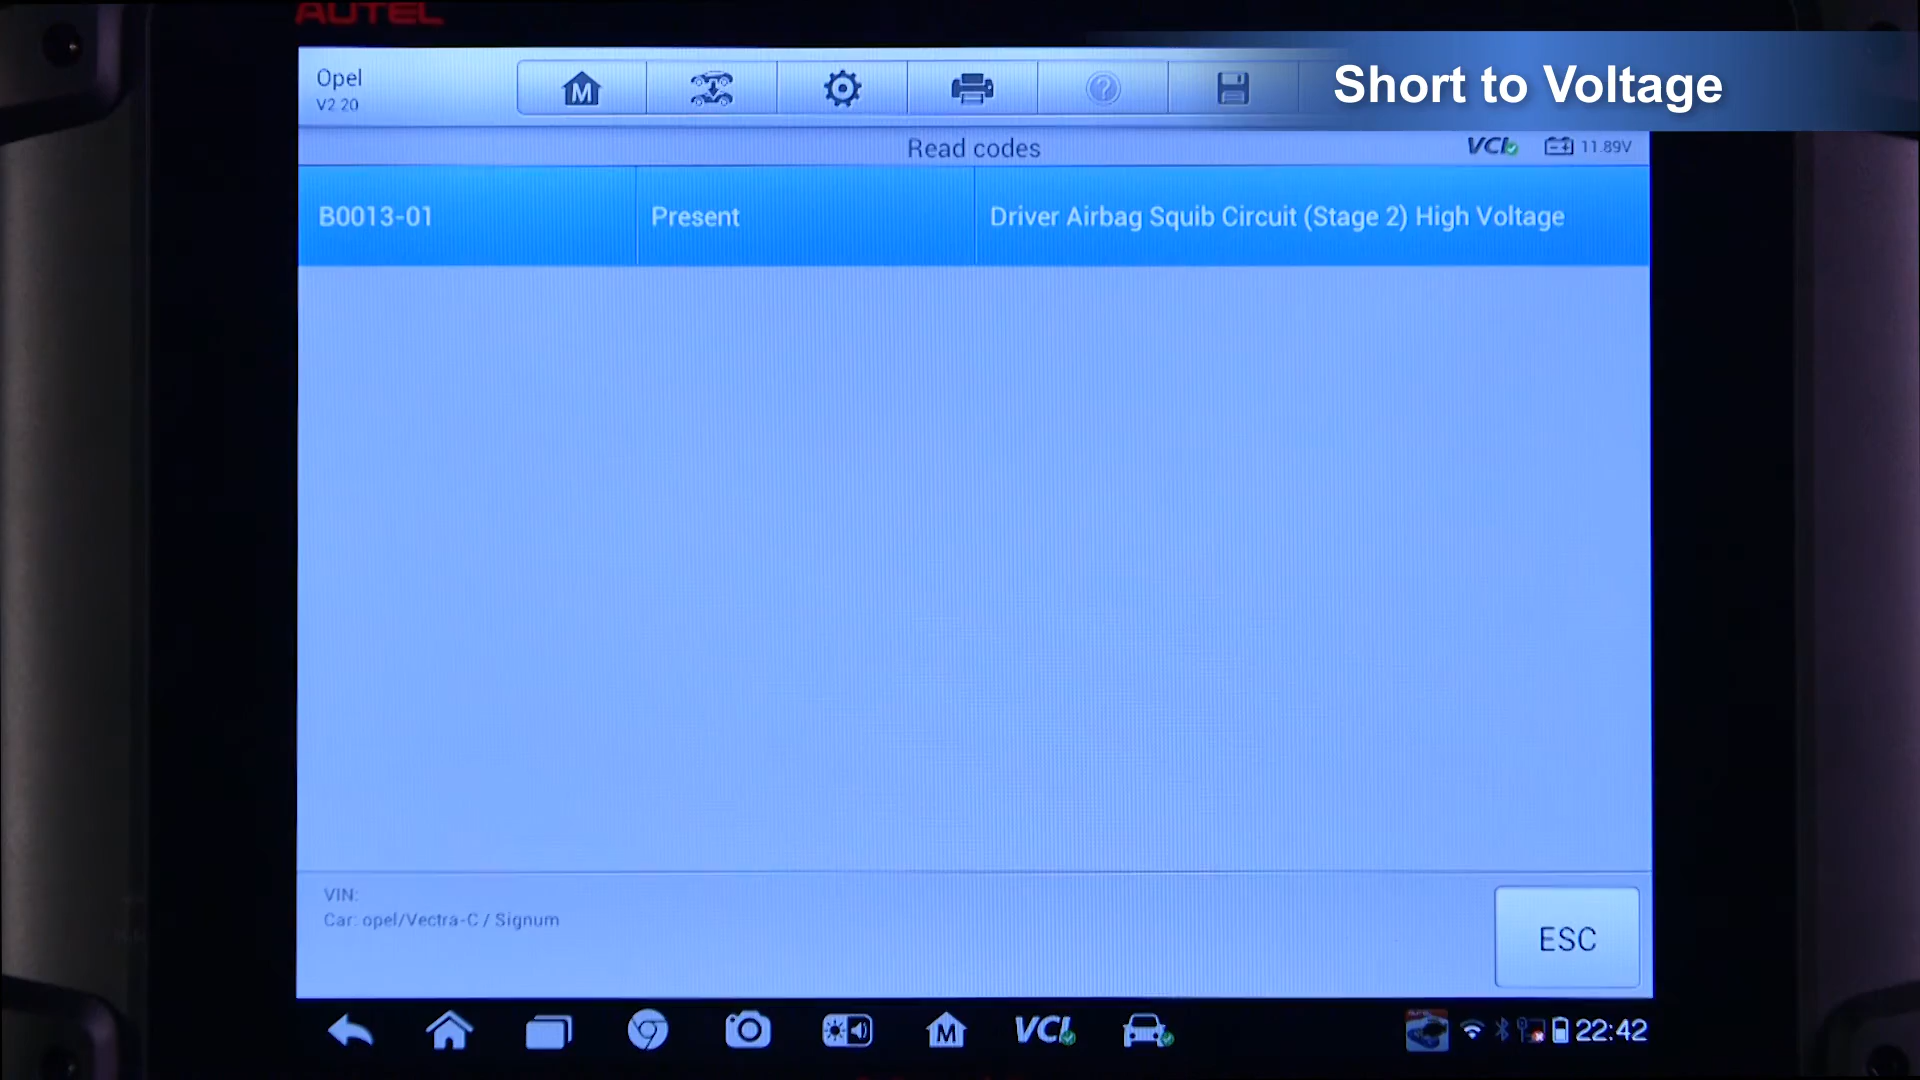 AUTEL
Short to Voltage
Opel
V2.20
M
?
Read codes
VCI
11.89V
B0013-01
Present
Driver Airbag Squib Circuit (Stage 2) High Voltage
VIN:
Car: opel/Vectra-C / Signum
ESC
M
VCI
22:42